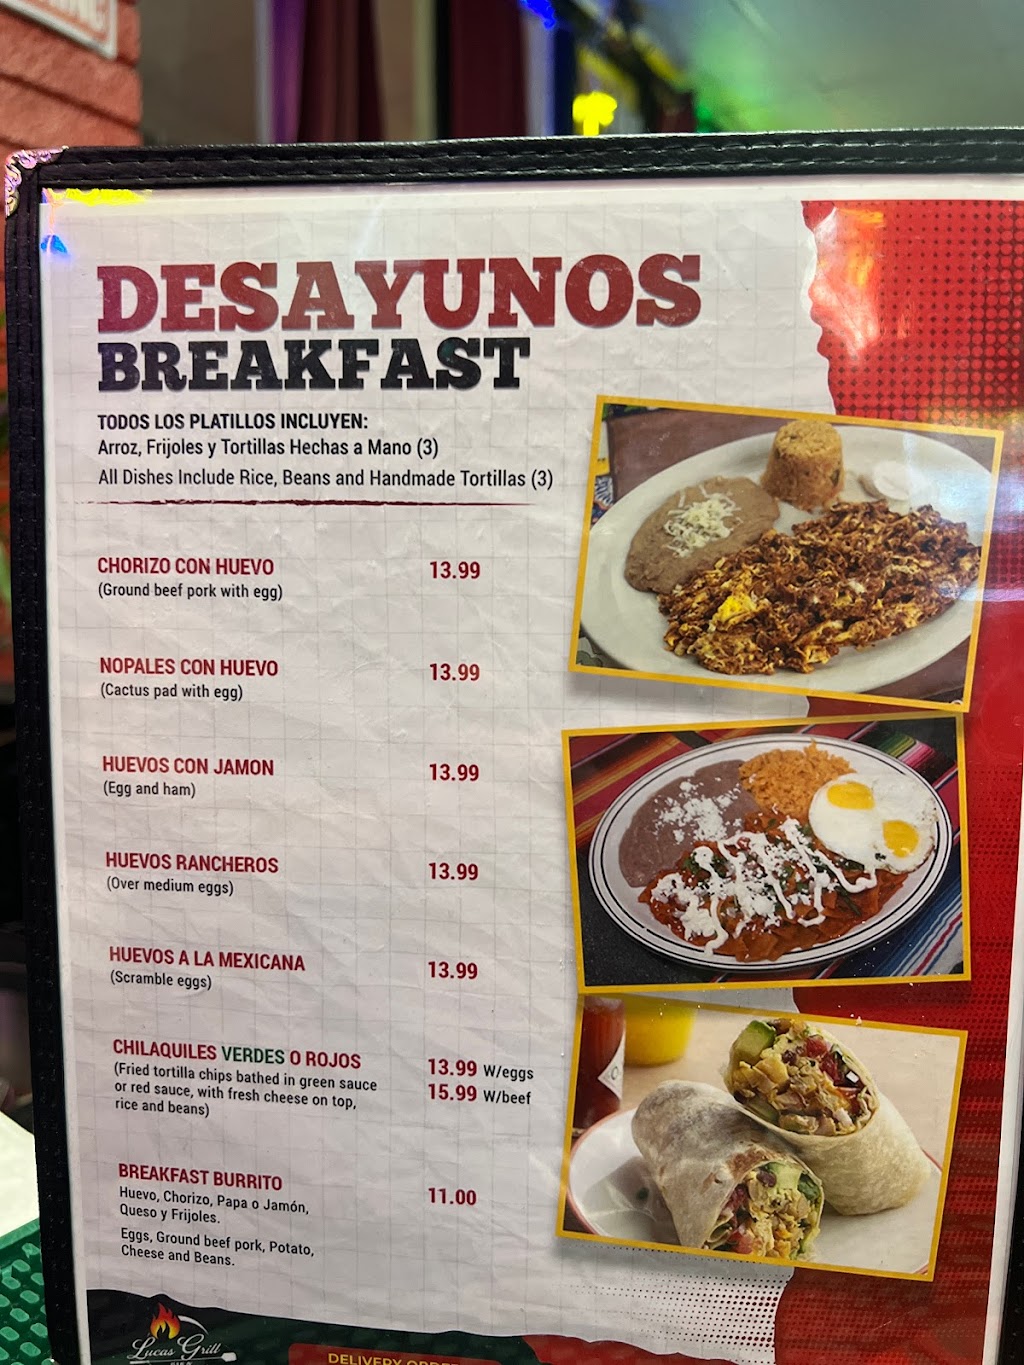 DESAYUNOS
BREAKFAST
TODOS LOS PLATILLOS INCLUYEN:
Arroz, Frijoles y Tortillas Hechas a Mano (3)
All Dishes Include Rice, Beans and Handmade Tortillas (3)
CHORIZO CON HUEVO 13.99
(Ground beef pork with egg)
NOPALES CON HUEVO 13.99
(Cactus pad with egg)
HUEVOS CON JAMON 13.99
(Egg and ham)
HUEVOS RANCHEROS 13.99
(Over medium eggs)
HUEVOS A LA MEXICANA 13.99
(Scramble eggs)
CHILAQUILES VERDES O ROJOS 13.99 W/eggs
(Fried tortilla chips bathed in green sauce
or red sauce, with fresh cheese on top, 15.99 W/beef
rice and beans)
BREAKFAST BURRITO 11.00
Huevo, Chorizo, Papa o Jamón,
Queso y Frijoles.
Eggs, Ground beef pork, Potato,
Cheese and Beans.
Lucas Grill
DELIVERY